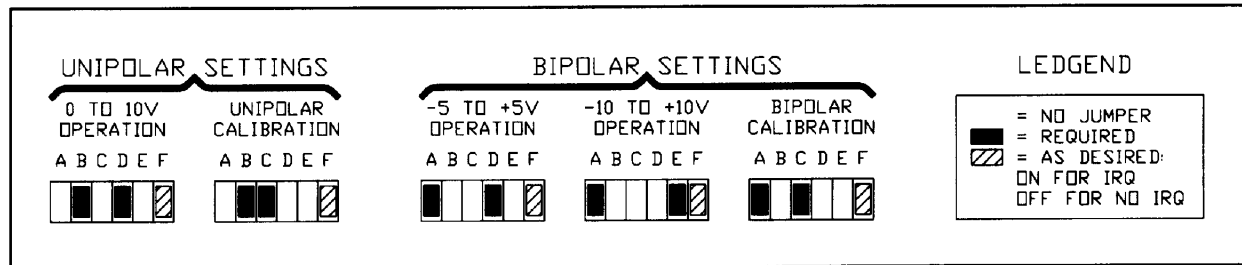 UNIPOLAR SETTINGS
0 TO 10V
OPERATION
A B C D E F
UNIPOLAR
CALIBRATION
A B C D E F
BIPOLAR SETTINGS
-5 TO +5V
OPERATION
A B C D E F
-10 TO +10V
OPERATION
A B C D E F
BIPOLAR
CALIBRATION
A B C D E F
LEDGEND
= NO JUMPER
= REQUIRED
= AS DESIRED:
ON FOR IRQ
OFF FOR NO IRQ